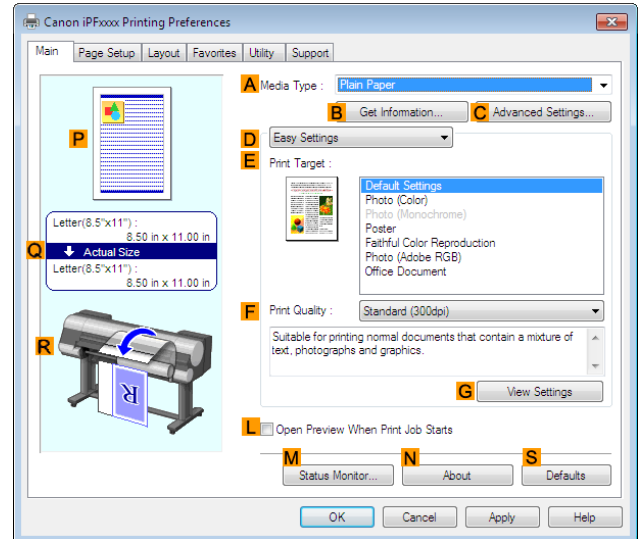 Canon iPFxxxx Printing Preferences
Main Page Setup Layout Favorites Utility Support
A Media Type : Plain Paper
B Get Information... C Advanced Settings...
D Easy Settings
E Print Target :
Default Settings
Photo (Color)
Photo (Monochrome)
Poster
Faithful Color Reproduction
Photo (Adobe RGB)
Office Document
P
Letter(8.5"x11") :
8.50 in x 11.00 in
Q Actual Size
Letter(8.5"x11") :
8.50 in x 11.00 in
F Print Quality : Standard (300dpi)
Suitable for printing normal documents that contain a mixture of
text, photographs and graphics.
R
R
G View Settings
L Open Preview When Print Job Starts
M Status Monitor... N About S Defaults
OK Cancel Apply Help